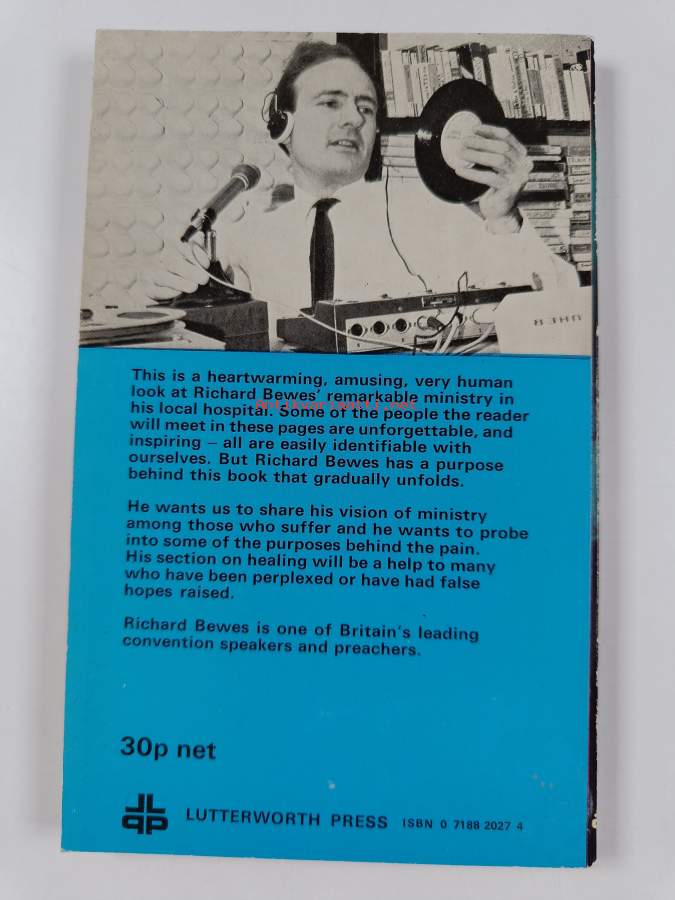 UHER
This is a heartwarming, amusing, very human
look at Richard Bewes' remarkable ministry in
his local hospital. Some of the people the reader
will meet in these pages are unforgettable, and
inspiring – all are easily identifiable with
ourselves. But Richard Bewes has a purpose
behind this book that gradually unfolds.
He wants us to share his vision of ministry
among those who suffer and he wants to probe
into some of the purposes behind the pain.
His section on healing will be a help to many
who have been perplexed or have had false
hopes raised.
Richard Bewes is one of Britain's leading
convention speakers and preachers.
30p net
LUTTERWORTH PRESS ISBN 0 7188 2027 4